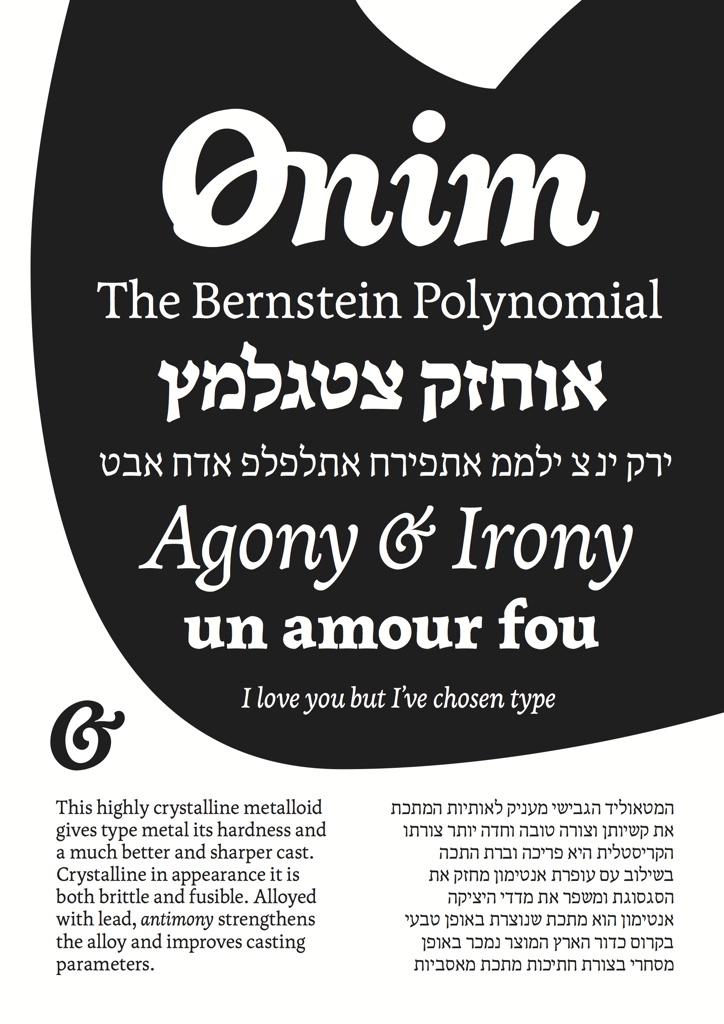 Onim
The Bernstein Polynomial
אוחזק צטגלמץ
ירק ינצ ילממ אתפירח אתלפלפ אדח אבט
Agony & Irony
un amour fou
I love you but I’ve chosen type
&
This highly crystalline metalloid
gives type metal its hardness and
a much better and sharper cast.
Crystalline in appearance it is
both brittle and fusible. Alloyed
with lead, antimony strengthens
the alloy and improves casting
parameters.
המטאוליד הגבישי מעניק לאותיות המתכת
את קשיותן וצורה טובה וחדה יותר צורתו
הקריסטלית היא פריכה וברת התכה
בשילוב עם עופרת אנטימון מחזק את
הסגסוגת ומשפר את מדדי היציקה
אנטימון הוא מתכת שנוצרת באופן טבעי
בקרום כדור הארץ המוצר נמכר באופן
מסחרי בצורת חתיכות מתכת מאסביות